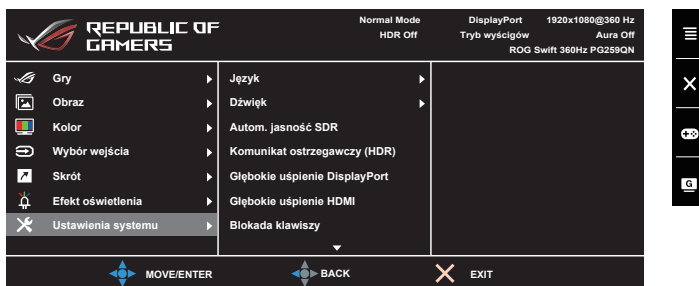 REPUBLIC OF
GAMERS
Normal Mode
HDR Off
DisplayPort 1920x1080@360 Hz
Tryb wyścigów Aura Off
ROG Swift 360Hz PG259QN
Gry
Obraz
Kolor
Wybór wejścia
Skrót
Efekt oświetlenia
Ustawienia systemu
Język
Dźwięk
Autom. jasność SDR
Komunikat ostrzegawczy (HDR)
Głębokie uśpienie DisplayPort
Głębokie uśpienie HDMI
Blokada klawiszy
MOVE/ENTER BACK EXIT
G